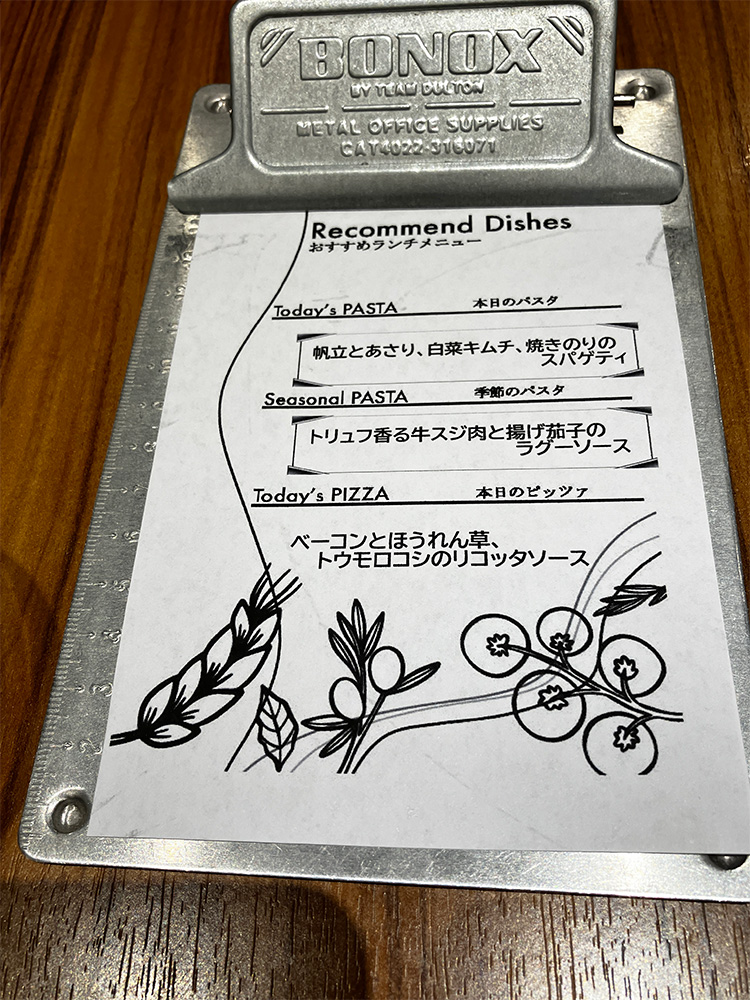 BONOX
BY TEAM DULTON
METAL OFFICE SUPPLIES
CAT4022-316071
Recommend Dishes
おすすめランチメニュー
Today's PASTA 本日のパスタ
帆立とあさり、白菜キムチ、焼きのりの
スパゲティ
Seasonal PASTA 季節のパスタ
トリュフ香る牛スジ肉と揚げ茄子の
ラグーソース
Today's PIZZA 本日のピッツァ
ベーコンとほうれん草、
トウモロコシのリコッタソース